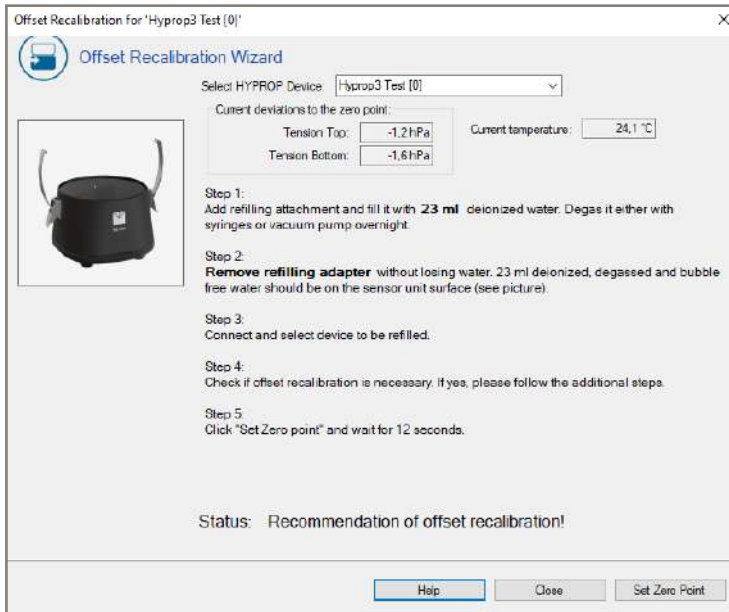 Offset Recalibration for 'Hyprop3 Test [0]'
Offset Recalibration Wizard
Select HYPROP Device: Hyprop3 Test [0]
Current deviations to the zero point:
Tension Top: -1,2 hPa
Current temperature: 24,1 °C
Tension Bottom: -1,6 hPa
Step 1:
Add refilling attachment and fill it with 23 ml deionized water. Degas it either with
syringes or vacuum pump overnight.
Step 2:
Remove refilling adapter without losing water. 23 ml deionized, degassed and bubble
free water should be on the sensor unit surface (see picture).
Step 3:
Connect and select device to be refilled.
Step 4:
Check if offset recalibration is necessary. If yes, please follow the additional steps.
Step 5:
Click "Set Zero point" and wait for 12 seconds.
Status: Recommendation of offset recalibration!
Help Close Set Zero Point